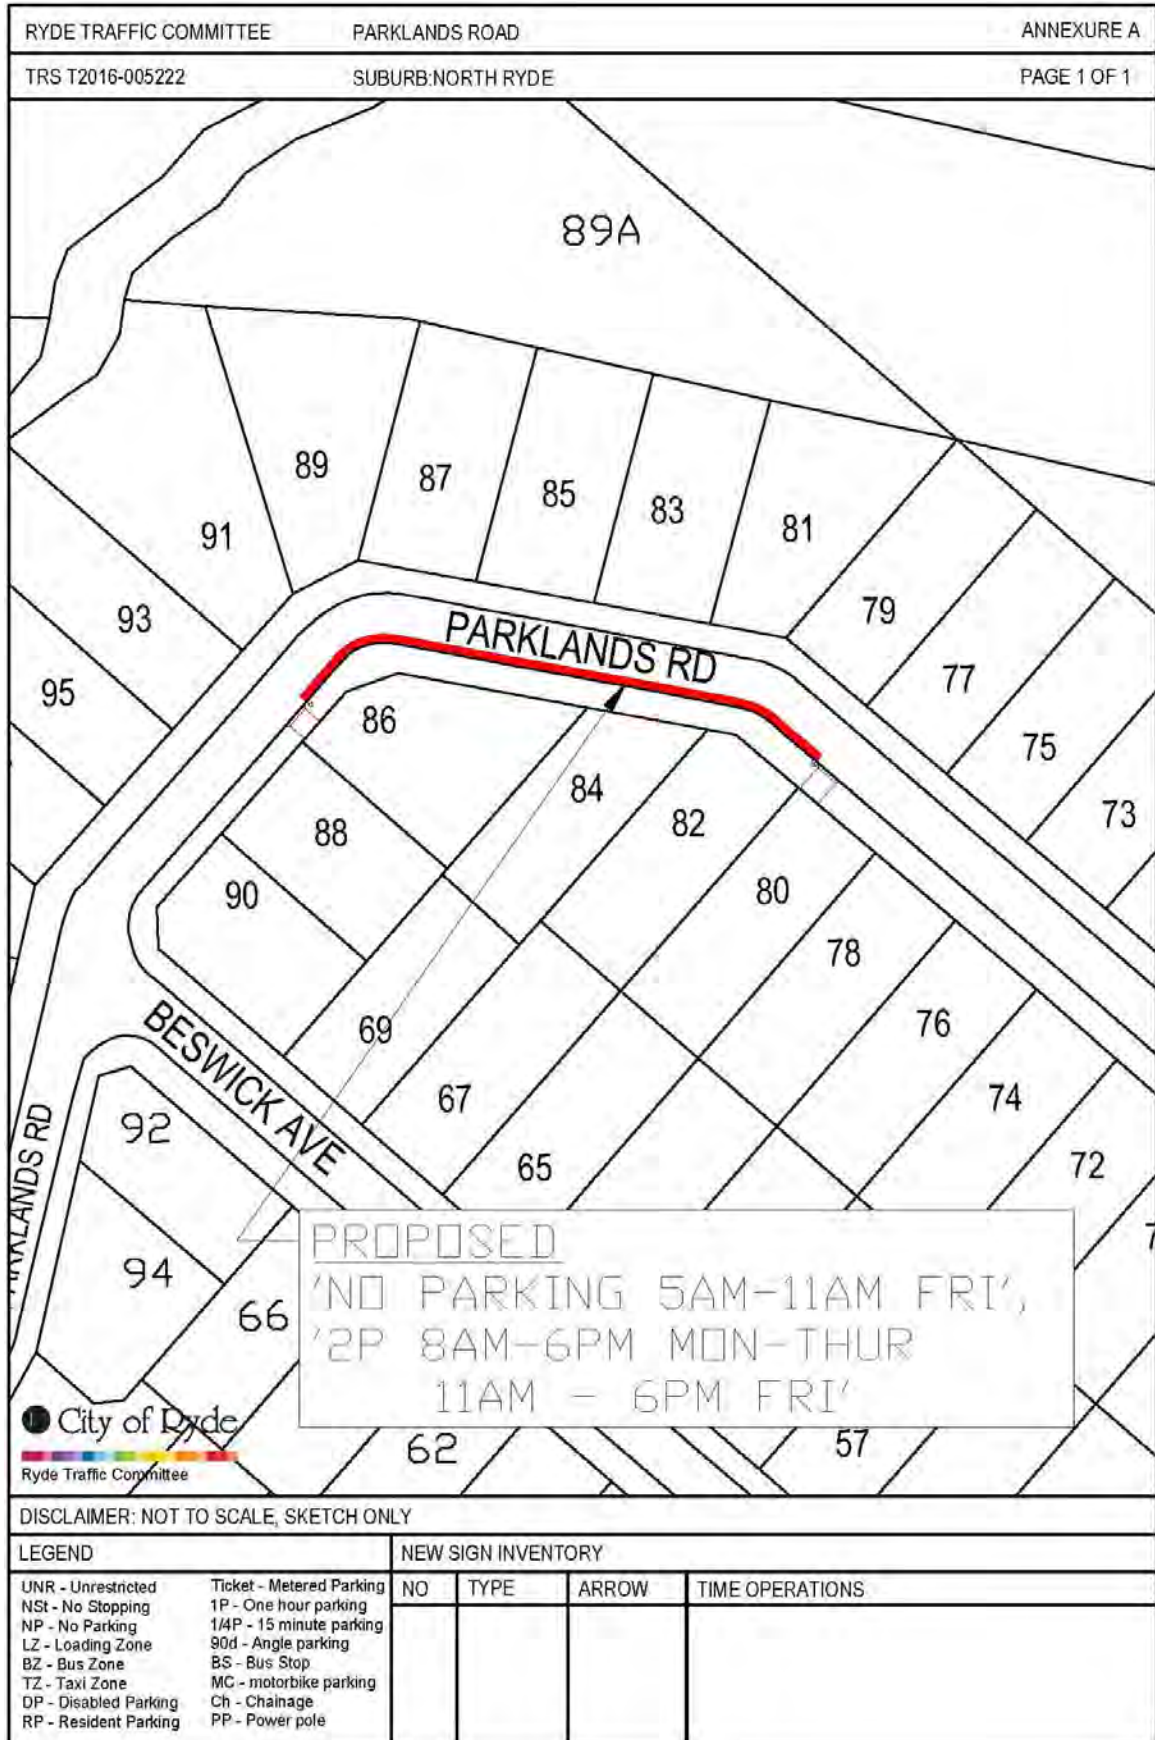 RYDE TRAFFIC COMMITTEE PARKLANDS ROAD ANNEXURE A
TRS T2016-005222 SUBURB:NORTH RYDE PAGE 1 OF 1
89A
89
87
85
83
81
91
79
93
77
95
75
73
PARKLANDS RD
86
84
82
88
80
90
78
76
69
74
67
72
65
BESWICK AVE
92
94
66
62
57
PROPOSED
'NO PARKING 5AM-11AM FRI',
'2P 8AM-6PM MON-THUR
11AM - 6PM FRI'
City of Ryde
Ryde Traffic Committee
DISCLAIMER: NOT TO SCALE, SKETCH ONLY
LEGEND
UNR - Unrestricted
NSt - No Stopping
NP - No Parking
LZ - Loading Zone
BZ - Bus Zone
TZ - Taxi Zone
DP - Disabled Parking
RP - Resident Parking
Ticket - Metered Parking
1P - One hour parking
1/4P - 15 minute parking
90d - Angle parking
BS - Bus Stop
MC - motorbike parking
Ch - Chainage
PP - Power pole
NEW SIGN INVENTORY
NO TYPE ARROW TIME OPERATIONS